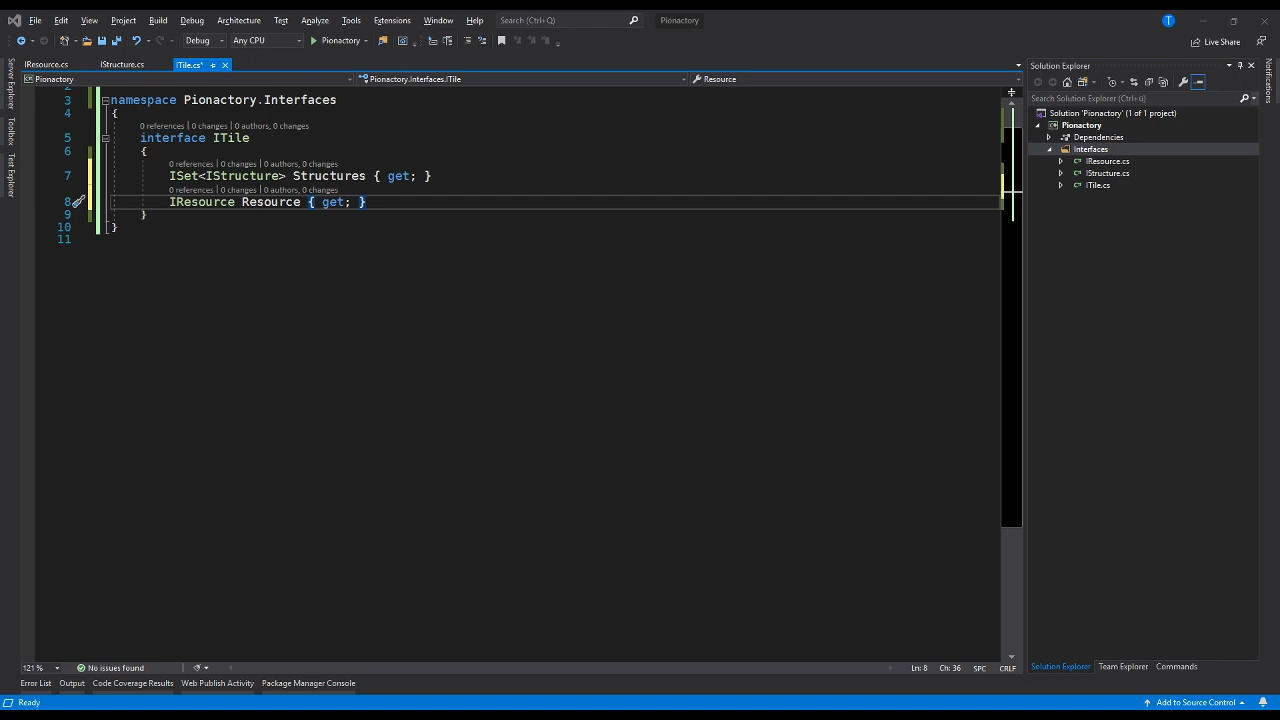 File Edit View Project Build Debug Architecture Test Analyze Tools Extensions Window Help Search (Ctrl+Q) Pionactory T
Debug Any CPU Pionactory Live Share
IResource.cs IStructure.cs ITile.cs*
Pionactory Pionactory.Interfaces.ITile Resource
Server Explorer
Toolbox
Test Explorer
3 namespace Pionactory.Interfaces
4 {
0 references | 0 changes | 0 authors, 0 changes
5 interface ITile
6 {
0 references | 0 changes | 0 authors, 0 changes
7 ISet<IStructure> Structures { get; }
0 references | 0 changes | 0 authors, 0 changes
8 IResource Resource { get; }
9 }
10 }
11
121 % No issues found Ln: 8 Ch: 36 SPC CRLF
Solution Explorer
Search Solution Explorer (Ctrl+ü)
Solution 'Pionactory' (1 of 1 project)
Pionactory
Dependencies
Interfaces
IResource.cs
IStructure.cs
ITile.cs
Solution Explorer Team Explorer Commands
Notifications
Error List Output Code Coverage Results Web Publish Activity Package Manager Console
Ready Add to Source Control